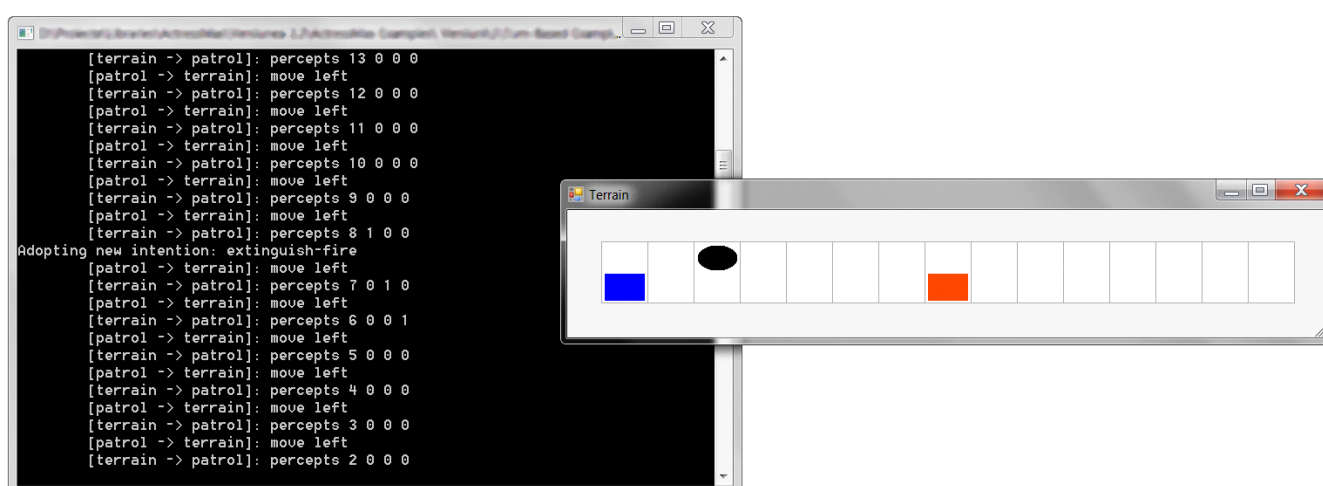 [terrain -> patrol]: percepts 13 0 0 0
[patrol -> terrain]: move left
[terrain -> patrol]: percepts 12 0 0 0
[patrol -> terrain]: move left
[terrain -> patrol]: percepts 11 0 0 0
[patrol -> terrain]: move left
[terrain -> patrol]: percepts 10 0 0 0
[patrol -> terrain]: move left
[terrain -> patrol]: percepts 9 0 0 0
[patrol -> terrain]: move left
[terrain -> patrol]: percepts 8 1 0 0
Adopting new intention: extinguish-fire
[patrol -> terrain]: move left
[terrain -> patrol]: percepts 7 0 1 0
[patrol -> terrain]: move left
[terrain -> patrol]: percepts 6 0 0 1
[patrol -> terrain]: move left
[terrain -> patrol]: percepts 5 0 0 0
[patrol -> terrain]: move left
[terrain -> patrol]: percepts 4 0 0 0
[patrol -> terrain]: move left
[terrain -> patrol]: percepts 3 0 0 0
[patrol -> terrain]: move left
[terrain -> patrol]: percepts 2 0 0 0
Terrain